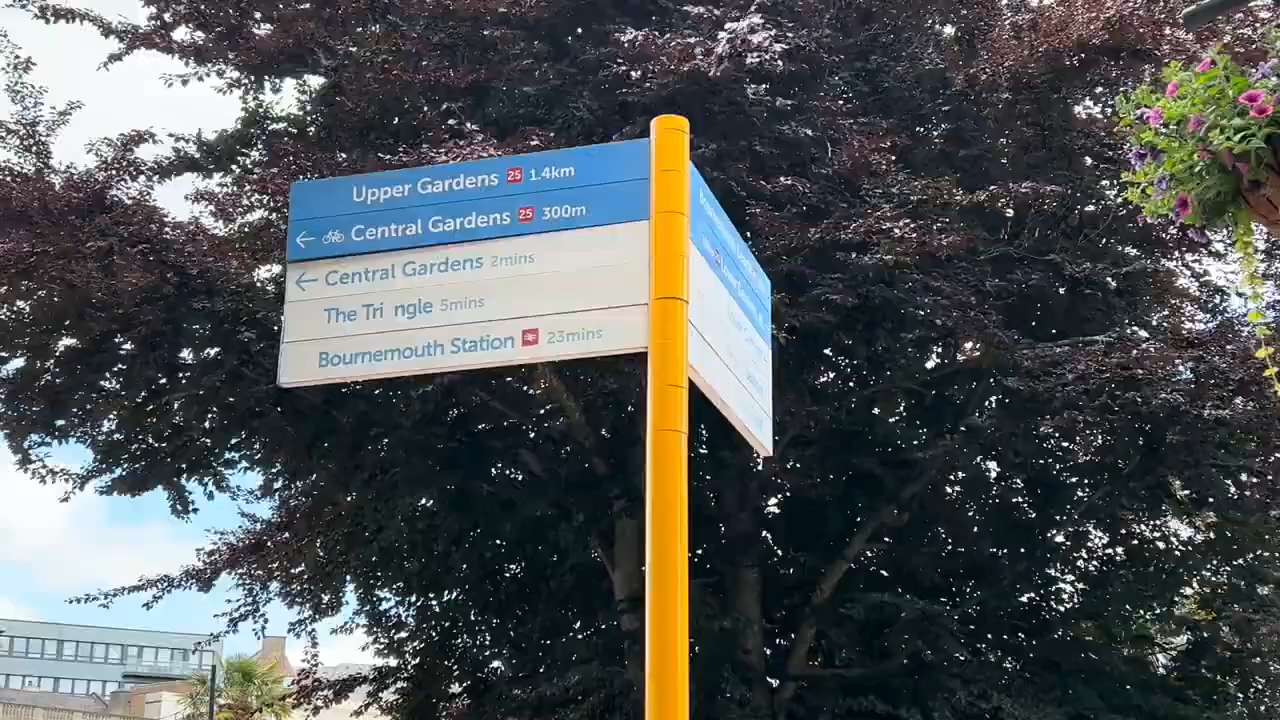 Upper Gardens 25 1.4km
← Central Gardens 25 300m
← Central Gardens 2mins
The Tri ngle 5mins
Bournemouth Station 23mins